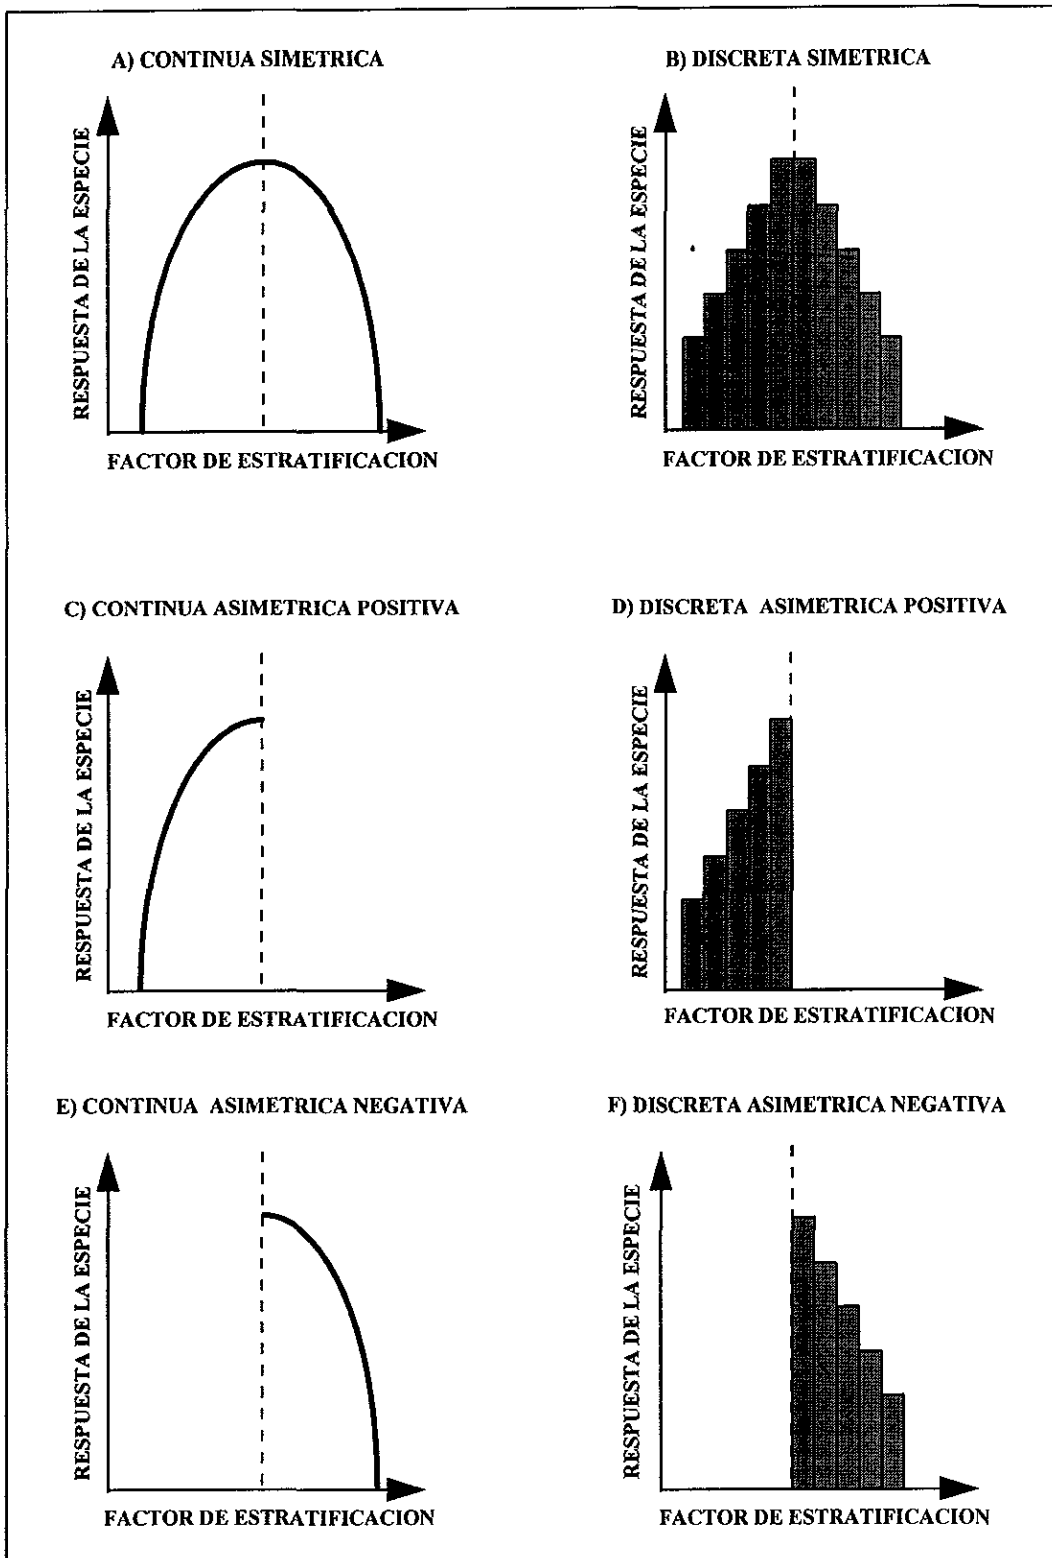 A) CONTINUA SIMETRICA
RESPUESTA DE LA ESPECIE
FACTOR DE ESTRATIFICACION
B) DISCRETA SIMETRICA
RESPUESTA DE LA ESPECIE
FACTOR DE ESTRATIFICACION
C) CONTINUA ASIMETRICA POSITIVA
RESPUESTA DE LA ESPECIE
FACTOR DE ESTRATIFICACION
D) DISCRETA ASIMETRICA POSITIVA
RESPUESTA DE LA ESPECIE
FACTOR DE ESTRATIFICACION
E) CONTINUA ASIMETRICA NEGATIVA
RESPUESTA DE LA ESPECIE
FACTOR DE ESTRATIFICACION
F) DISCRETA ASIMETRICA NEGATIVA
RESPUESTA DE LA ESPECIE
FACTOR DE ESTRATIFICACION